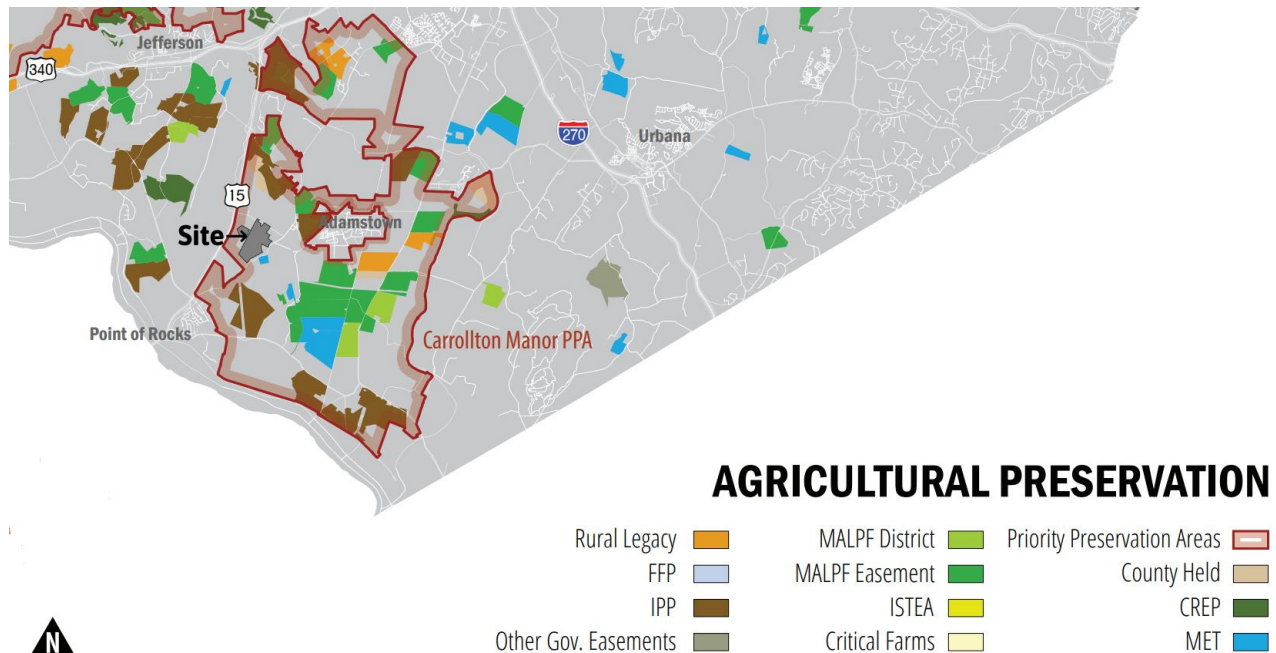 Jefferson
340
270
Urbana
15
Site
Adamstown
Point of Rocks
Carrollton Manor PPA
AGRICULTURAL PRESERVATION
Rural Legacy MALPF District Priority Preservation Areas
FFP MALPF Easement County Held
IPP ISTEA CREP
Other Gov. Easements Critical Farms MET
N